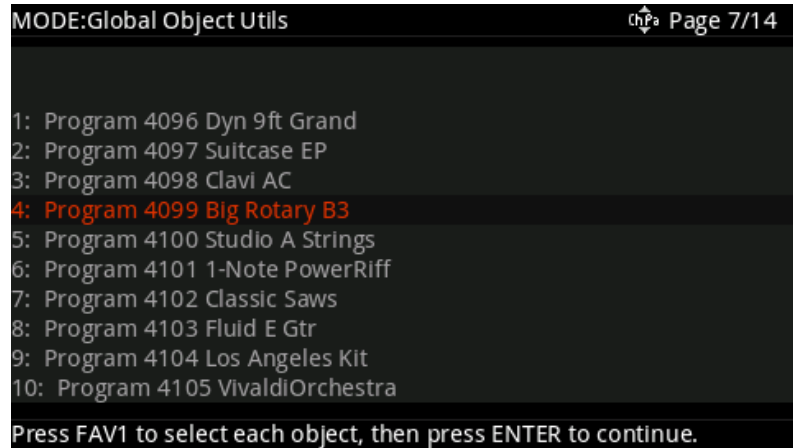 MODE:Global Object Utils ChPa Page 7/14
1: Program 4096 Dyn 9ft Grand
2: Program 4097 Suitcase EP
3: Program 4098 Clavi AC
4: Program 4099 Big Rotary B3
5: Program 4100 Studio A Strings
6: Program 4101 1-Note PowerRiff
7: Program 4102 Classic Saws
8: Program 4103 Fluid E Gtr
9: Program 4104 Los Angeles Kit
10: Program 4105 VivaldiOrchestra
Press FAV1 to select each object, then press ENTER to continue.